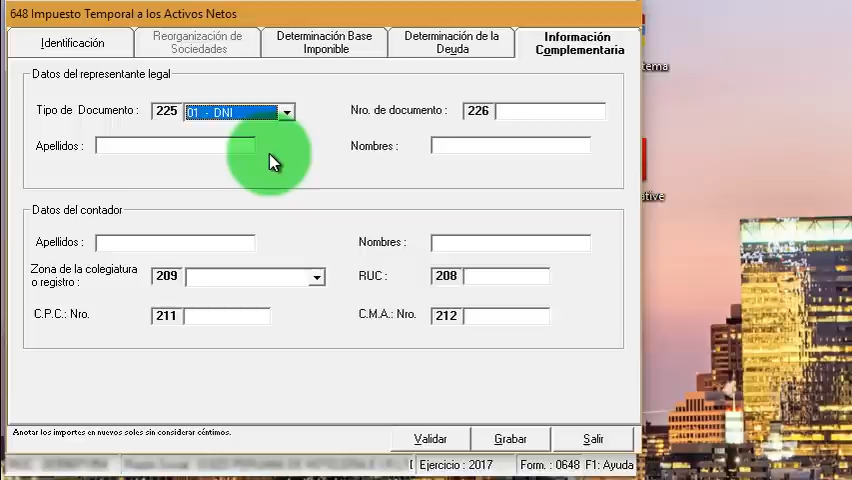 648 Impuesto Temporal a los Activos Netos
Identificación
Reorganización de
Sociedades
Determinación Base
Imponible
Determinación de la
Deuda
Información
Complementaria
Datos del representante legal
Tipo de Documento : 225 01 - DNI
Nro. de documento : 226
Apellidos :
Nombres :
Datos del contador
Apellidos :
Nombres :
Zona de la colegiatura
o registro : 209
RUC : 208
C.P.C.: Nro. 211
C.M.A.: Nro. 212
Anotar los importes en nuevos soles sin considerar céntimos.
Validar
Grabar
Salir
Ejercicio : 2017
Form. : 0648
F1: Ayuda